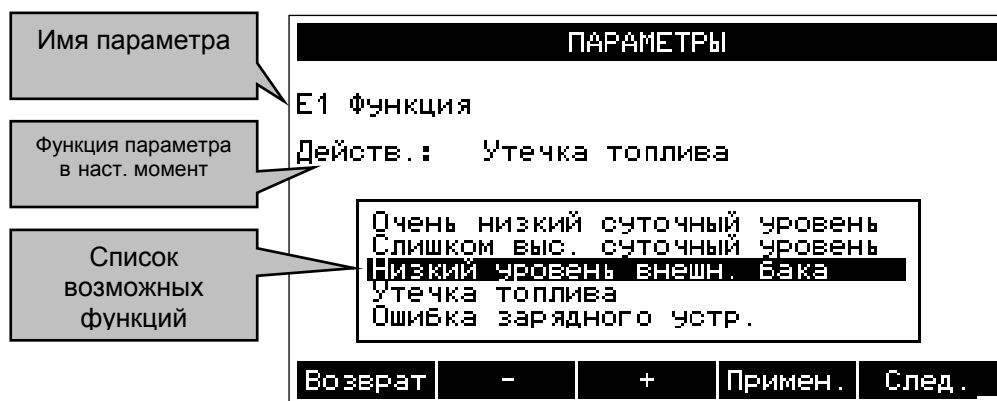 Имя параметра
ПАРАМЕТРЫ
E1 Функция
Функция параметра
в наст. момент
Действ.: Утечка топлива
Список
возможных
функций
Очень низкий суточный уровень
Слишком выс. суточный уровень
Низкий уровень внешн. бака
Утечка топлива
Ошибка зарядного устр.
Возврат - + Примен. След.